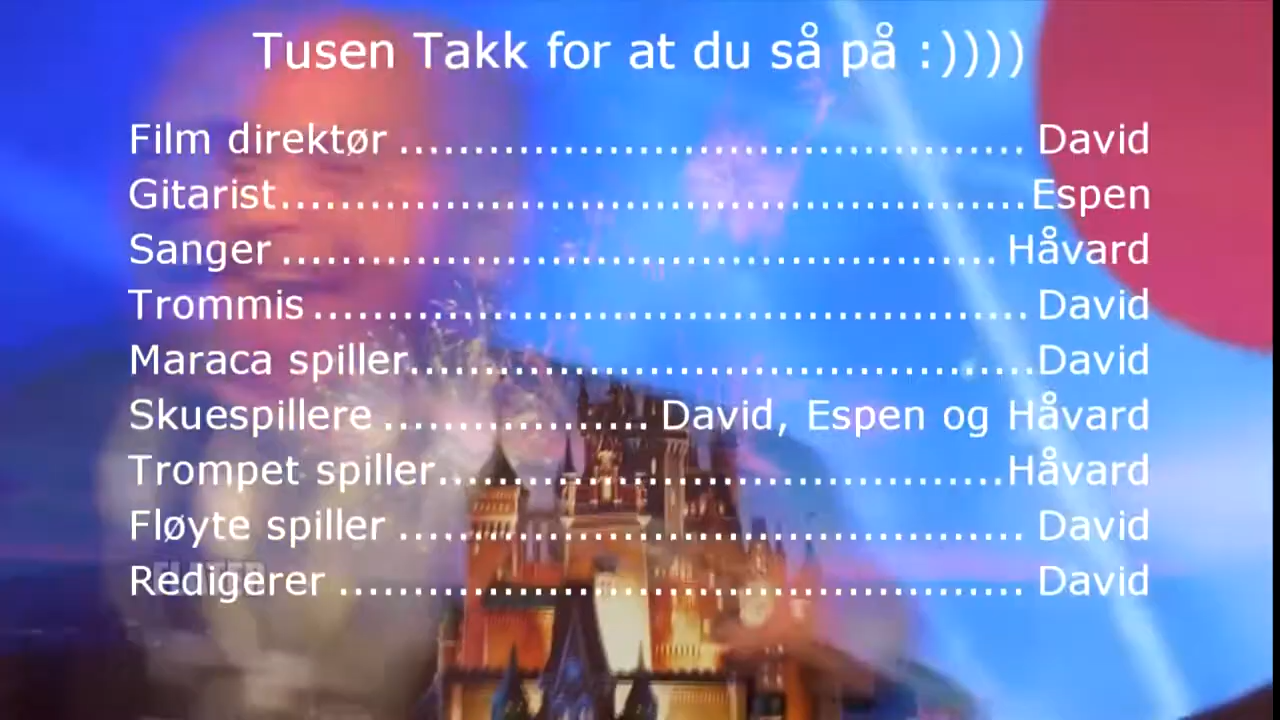 Tusen Takk for at du så på :))))
Film direktør .......................................... David
Gitarist..................................................Espen
Sanger ................................................ Håvard
Trommis ................................................ David
Maraca spiller..........................................David
Skuespillere .................. David, Espen og Håvard
Trompet spiller......................................Håvard
Fløyte spiller .......................................... David
Redigerer .............................................. David